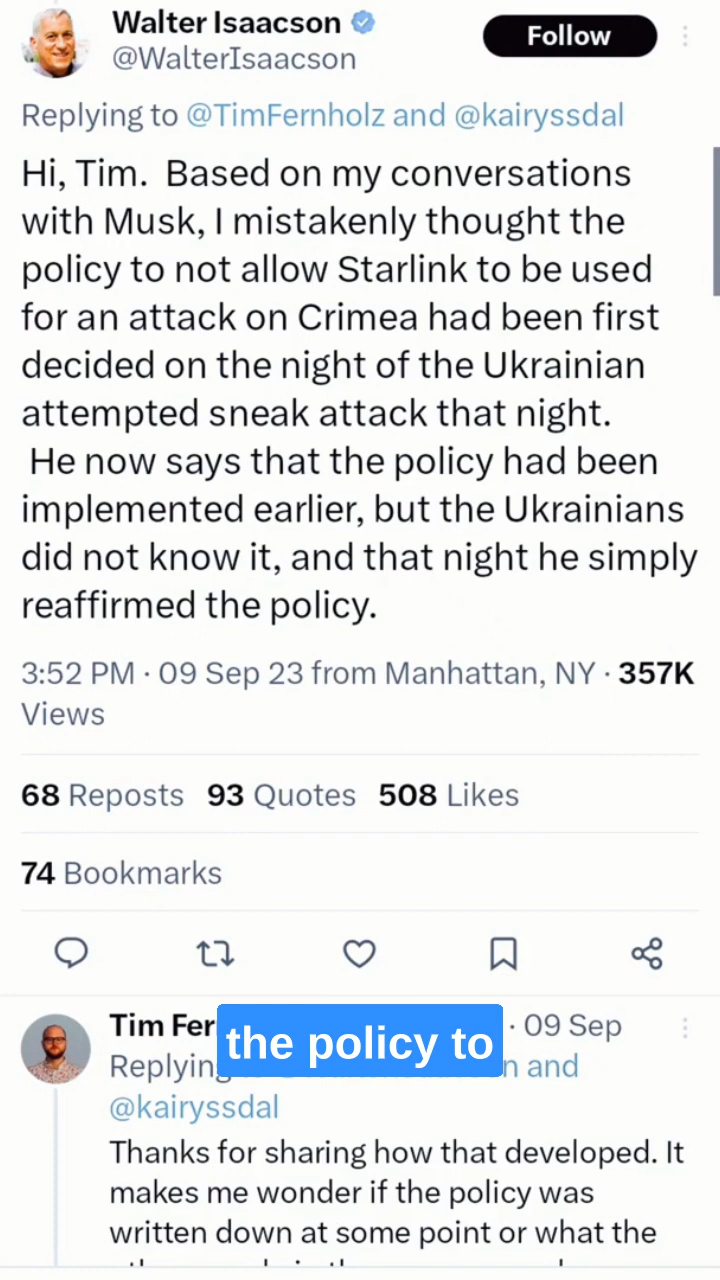 Walter Isaacson
@WalterIsaacson
Follow
Replying to @TimFernholz and @kairyssdal
Hi, Tim.  Based on my conversations
with Musk, I mistakenly thought the
policy to not allow Starlink to be used
for an attack on Crimea had been first
decided on the night of the Ukrainian
attempted sneak attack that night.
He now says that the policy had been
implemented earlier, but the Ukrainians
did not know it, and that night he simply
reaffirmed the policy.
3:52 PM · 09 Sep 23 from Manhattan, NY · 357K
Views
68 Reposts 93 Quotes 508 Likes
74 Bookmarks
Tim Fer · 09 Sep
the policy to
Replying n and
@kairyssdal
Thanks for sharing how that developed. It
makes me wonder if the policy was
written down at some point or what the